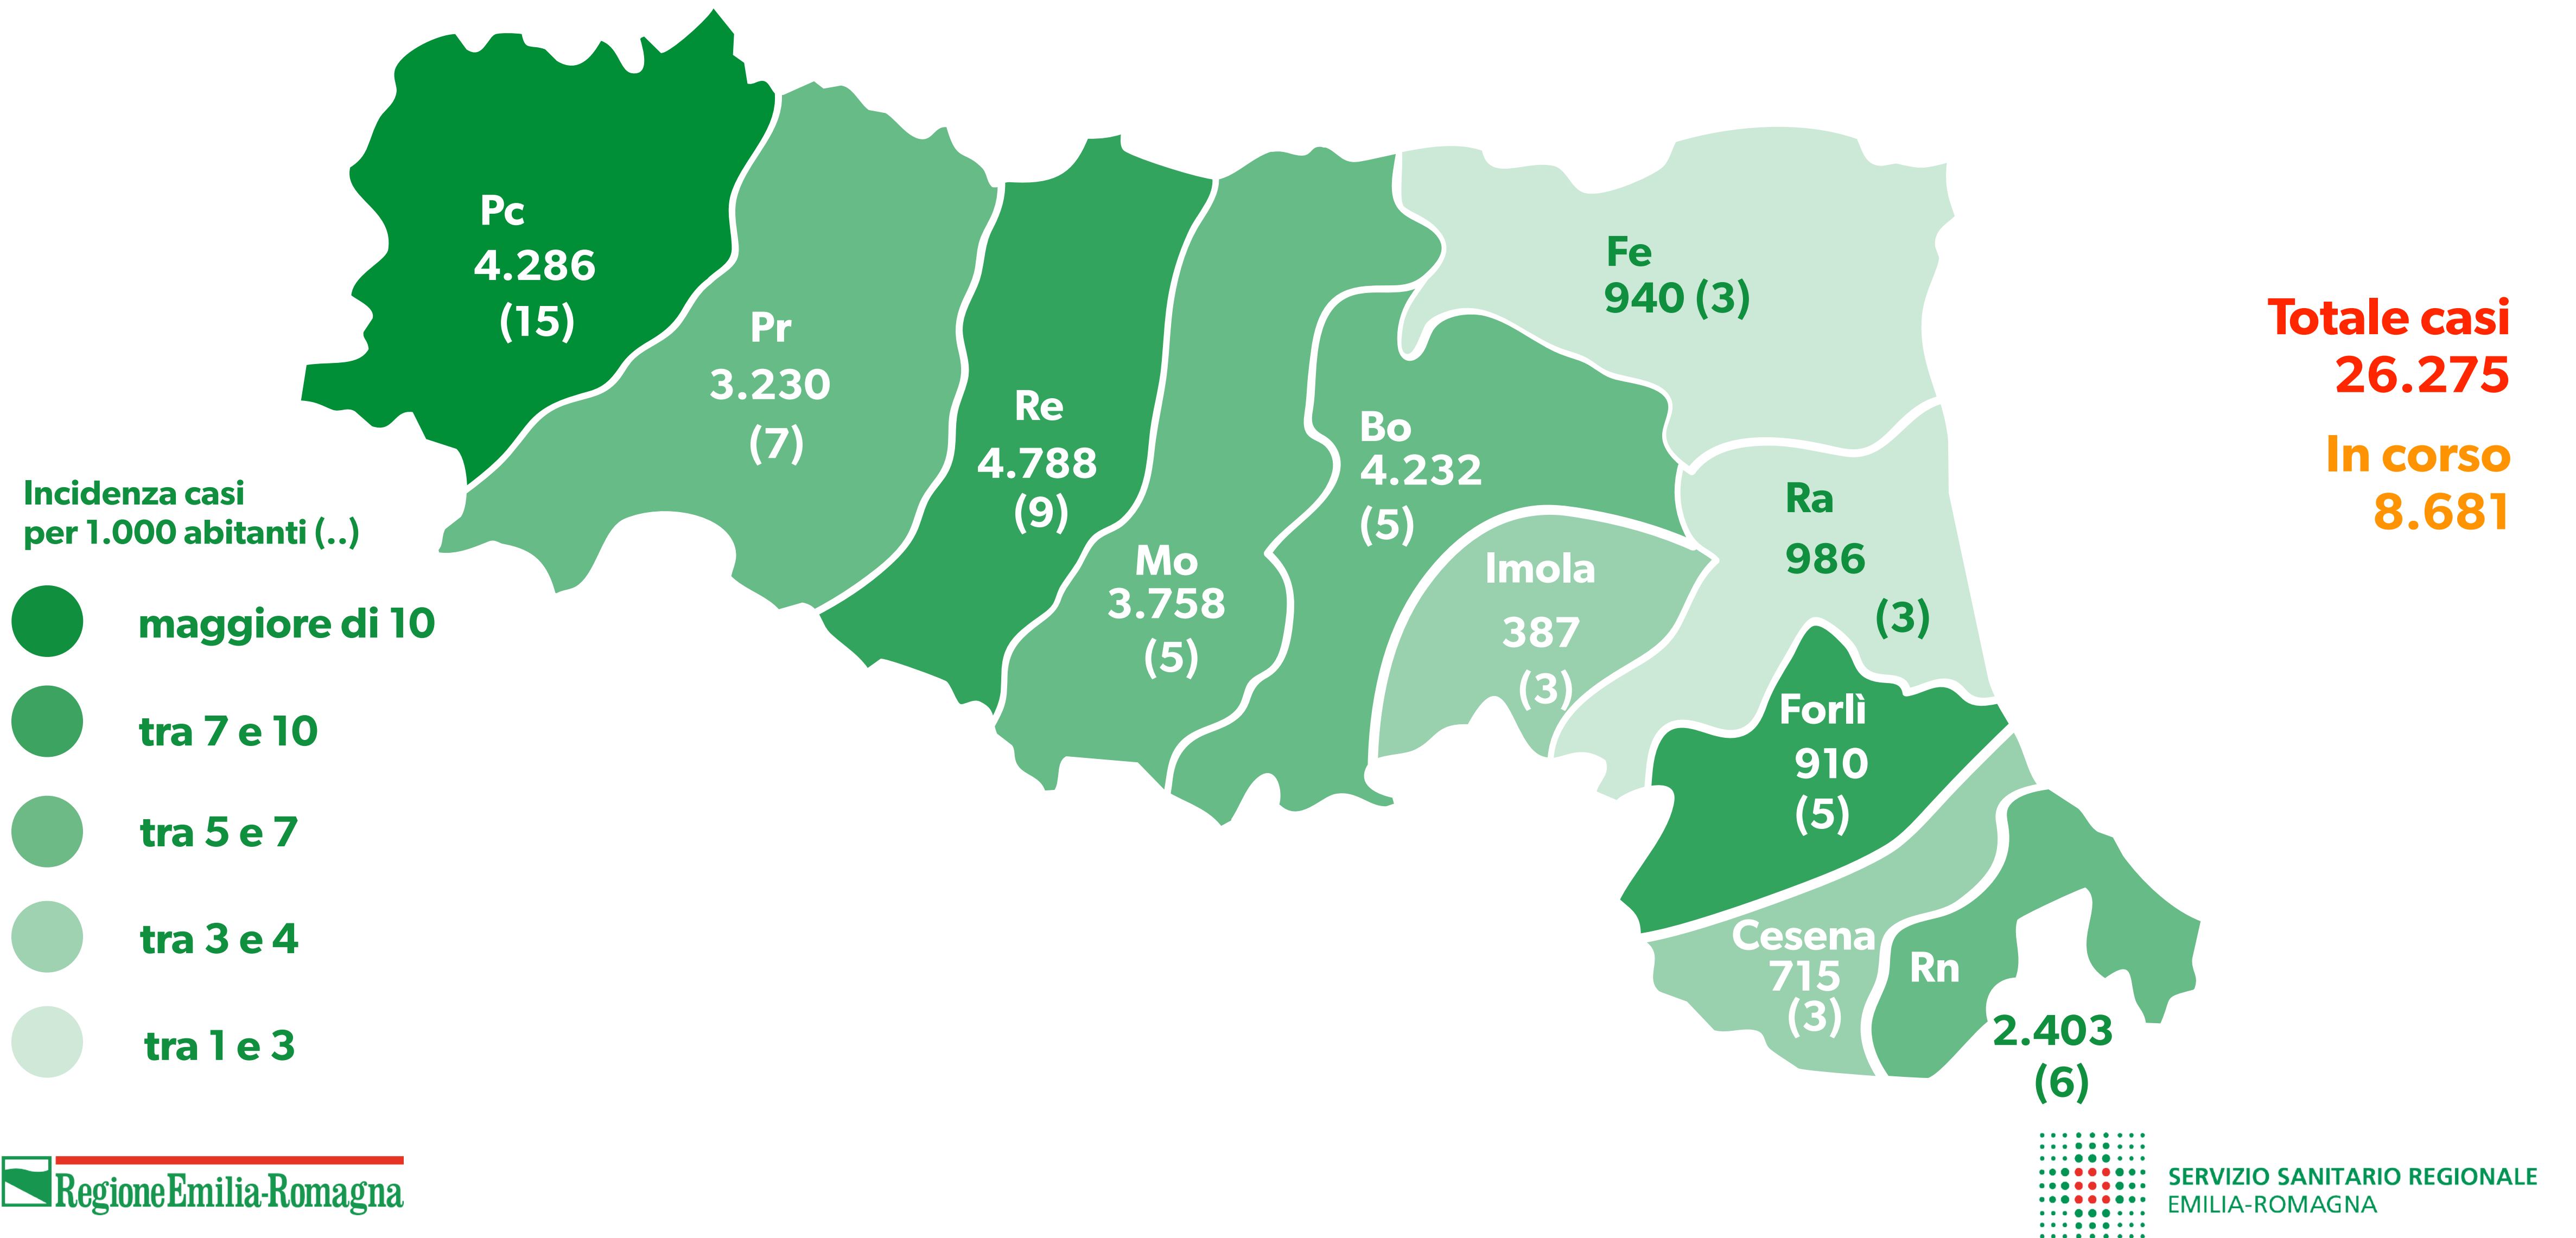 Pc
4.286
(15)
Pr
3.230
(7)
Re
4.788
(9)
Mo
3.758
(5)
Bo
4.232
(5)
Imola
387
(3)
Fe
940 (3)
Ra
986
(3)
Forlì
910
(5)
Cesena
715
(3)
Rn
2.403
(6)
Totale casi
26.275
In corso
8.681
Incidenza casi
per 1.000 abitanti (..)
maggiore di 10
tra 7 e 10
tra 5 e 7
tra 3 e 4
tra 1 e 3
RegioneEmilia-Romagna
SERVIZIO SANITARIO REGIONALE
EMILIA-ROMAGNA